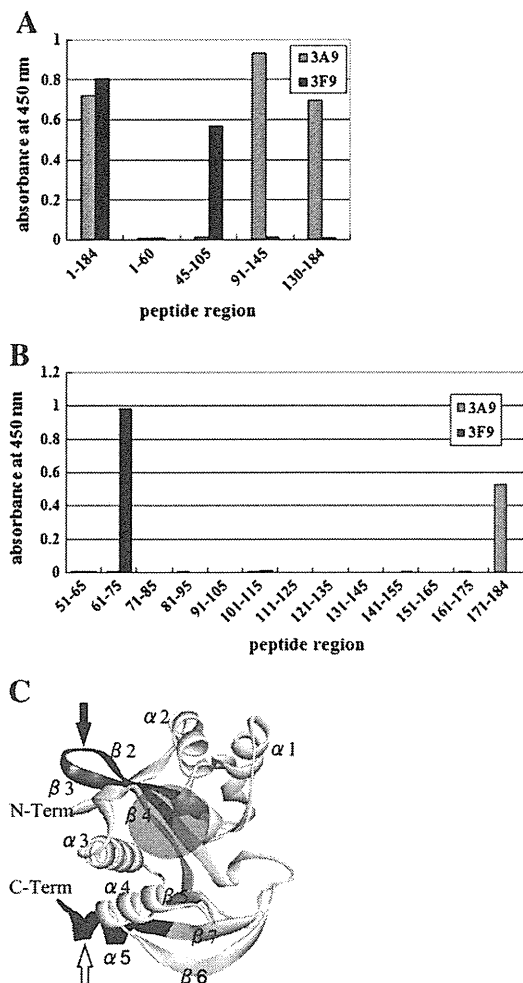 A
absorbance at 450 nm
1
0.8
0.6
0.4
0.2
0
3A9
3F9
1-184
1-60
45-105
91-145
130-184
peptide region
B
absorbance at 450 nm
1.2
1
0.8
0.6
0.4
0.2
0
3A9
3F9
51-65
61-75
71-85
81-95
91-105
101-115
111-125
121-135
131-145
141-155
151-165
161-175
171-184
peptide region
C
α2
β2
α1
β3
N-Term
β4
α3
C-Term
α4
β5
β7
α5
β6